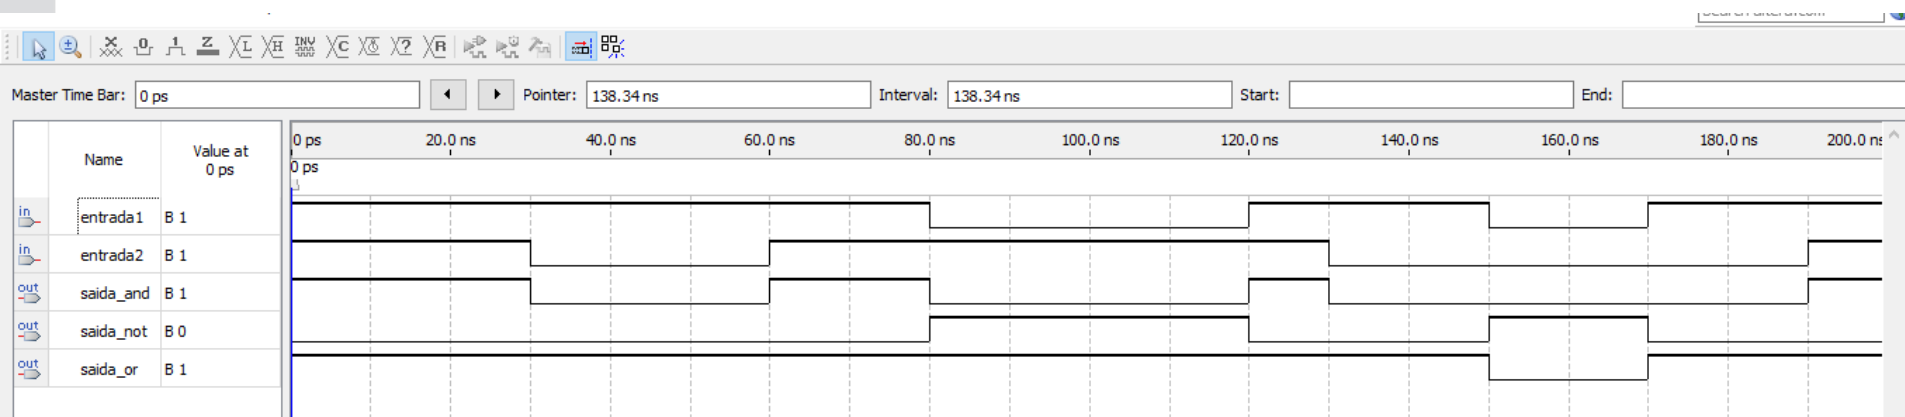 Master Time Bar: 0 ps Pointer: 138.34 ns Interval: 138.34 ns Start: End:
Name Value at 0 ps
0 ps 20.0 ns 40.0 ns 60.0 ns 80.0 ns 100.0 ns 120.0 ns 140.0 ns 160.0 ns 180.0 ns 200.0 ns
0 ps
in entrada1 B 1
in entrada2 B 1
out saida_and B 1
out saida_not B 0
out saida_or B 1